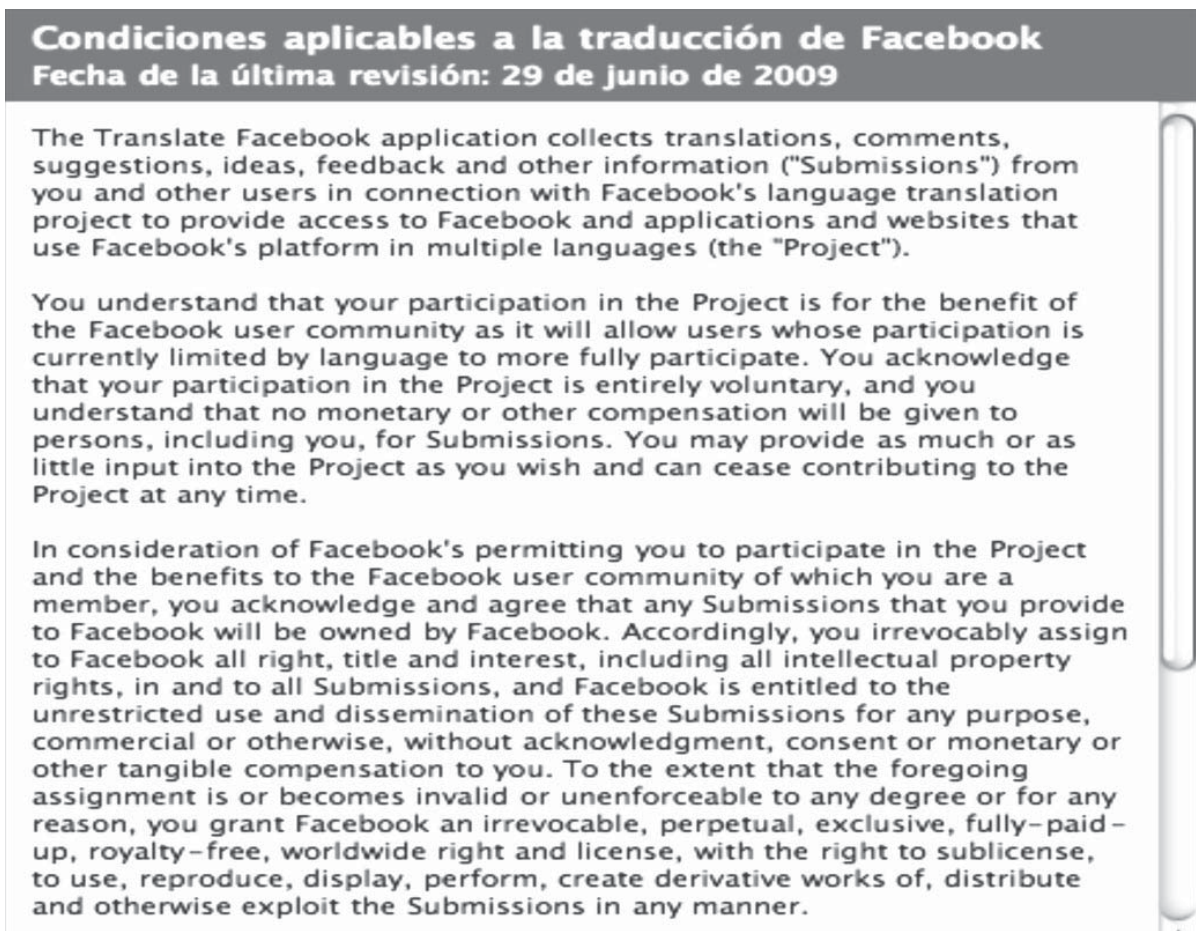 Condiciones aplicables a la traducción de Facebook
Fecha de la última revisión: 29 de junio de 2009
The Translate Facebook application collects translations, comments,
suggestions, ideas, feedback and other information ("Submissions") from
you and other users in connection with Facebook's language translation
project to provide access to Facebook and applications and websites that
use Facebook's platform in multiple languages (the "Project").
You understand that your participation in the Project is for the benefit of
the Facebook user community as it will allow users whose participation is
currently limited by language to more fully participate. You acknowledge
that your participation in the Project is entirely voluntary, and you
understand that no monetary or other compensation will be given to
persons, including you, for Submissions. You may provide as much or as
little input into the Project as you wish and can cease contributing to the
Project at any time.
In consideration of Facebook's permitting you to participate in the Project
and the benefits to the Facebook user community of which you are a
member, you acknowledge and agree that any Submissions that you provide
to Facebook will be owned by Facebook. Accordingly, you irrevocably assign
to Facebook all right, title and interest, including all intellectual property
rights, in and to all Submissions, and Facebook is entitled to the
unrestricted use and dissemination of these Submissions for any purpose,
commercial or otherwise, without acknowledgment, consent or monetary or
other tangible compensation to you. To the extent that the foregoing
assignment is or becomes invalid or unenforceable to any degree or for any
reason, you grant Facebook an irrevocable, perpetual, exclusive, fully-paid-
up, royalty-free, worldwide right and license, with the right to sublicense,
to use, reproduce, display, perform, create derivative works of, distribute
and otherwise exploit the Submissions in any manner.